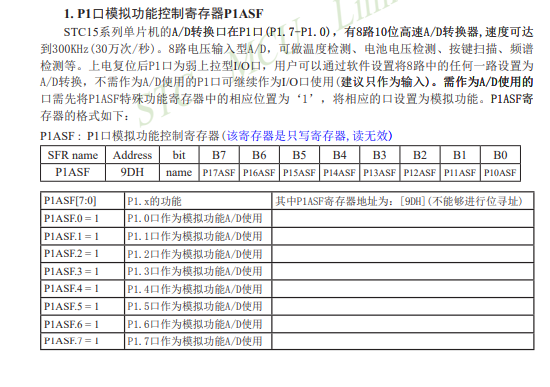 1. P1口模拟功能控制寄存器P1ASF
STC15系列单片机的A/D转换口在P1口(P1.7-P1.0),有8路10位高速A/D转换器,速度可达
到300KHz(30万次/秒)。8路电压输入型A/D,可做温度检测、电池电压检测、按键扫描、频谱
检测等。上电复位后P1口为弱上拉型I/O口,用户可以通过软件设置将8路中的任何一路设置为
A/D转换,不需作为A/D使用的P1口可继续作为I/O口使用(建议只作为输入)。需作为A/D使用的
口需先将P1ASF特殊功能寄存器中的相应位置为‘1’,将相应的口设置为模拟功能。P1ASF寄
存器的格式如下:
P1ASF : P1口模拟功能控制寄存器(该寄存器是只写寄存器,读无效)
SFR name Address bit B7 B6 B5 B4 B3 B2 B1 B0
P1ASF 9DH name P17ASF P16ASF P15ASF P14ASF P13ASF P12ASF P11ASF P10ASF
P1ASF[7:0] P1.x的功能 其中P1ASF寄存器地址为:[9DH](不能够进行位寻址)
P1ASF.0 = 1 P1.0口作为模拟功能A/D使用
P1ASF.1 = 1 P1.1口作为模拟功能A/D使用
P1ASF.2 = 1 P1.2口作为模拟功能A/D使用
P1ASF.3 = 1 P1.3口作为模拟功能A/D使用
P1ASF.4 = 1 P1.4口作为模拟功能A/D使用
P1ASF.5 = 1 P1.5口作为模拟功能A/D使用
P1ASF.6 = 1 P1.6口作为模拟功能A/D使用
P1ASF.7 = 1 P1.7口作为模拟功能A/D使用